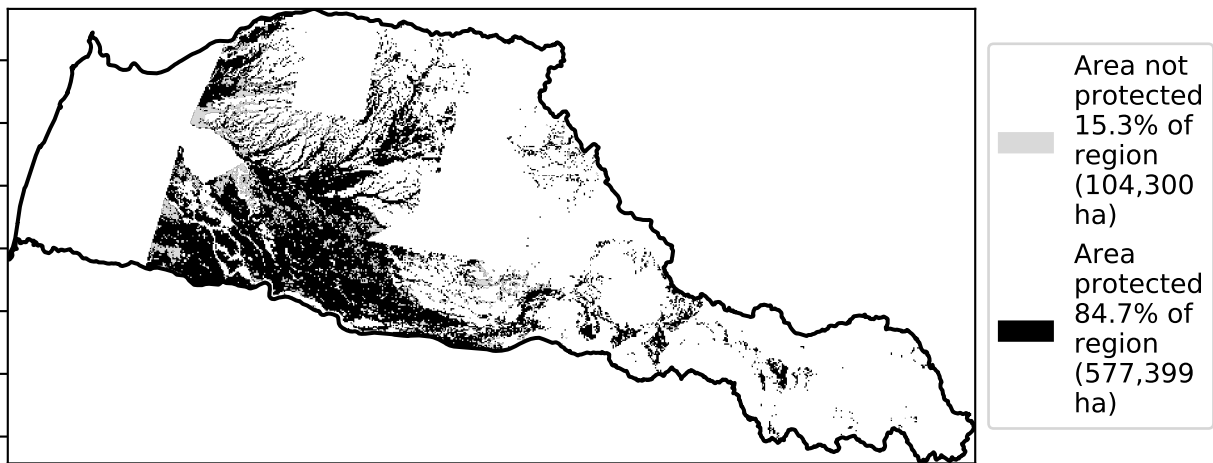 Area not
protected
15.3% of
region
(104,300
ha)
Area
protected
84.7% of
region
(577,399
ha)